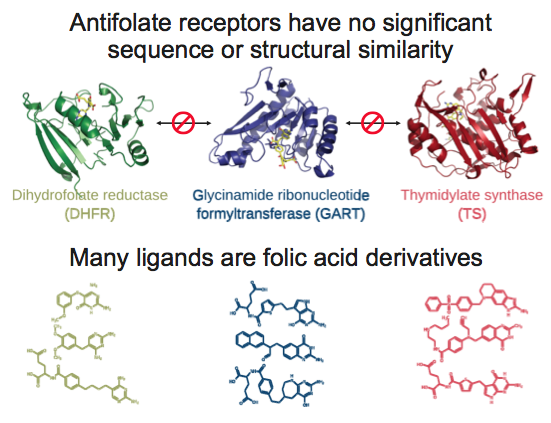 Antifolate receptors have no significant
sequence or structural similarity
Dihydrofolate reductase
(DHFR)
Glycinamide ribonucleotide
formyltransferase (GART)
Thymidylate synthase
(TS)
Many ligands are folic acid derivatives